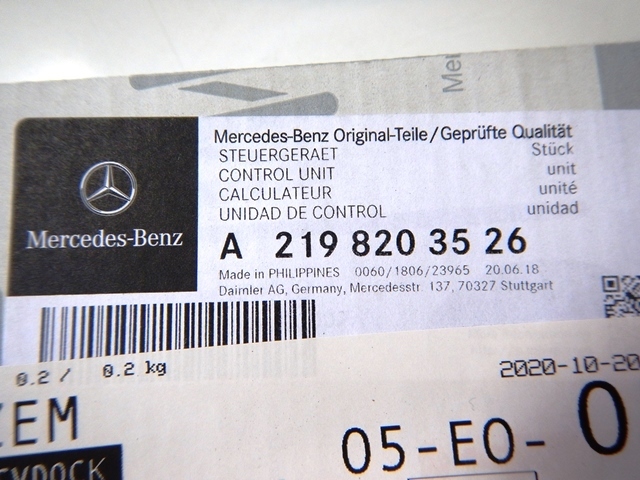 Mer
Mercedes-Benz Original-Teile/Geprüfte Qualität
STEUERGERAET Stück
CONTROL UNIT unit
CALCULATEUR unité
UNIDAD DE CONTROL unidad
Mercedes-Benz
A 219 820 35 26
Made in PHILIPPINES 0060/1806/23965 20.06.18
Daimler AG, Germany, Mercedesstr. 137, 70327 Stuttgart
0.2 / 0.2 kg 2020-10-20
ZEM
05-E0-0